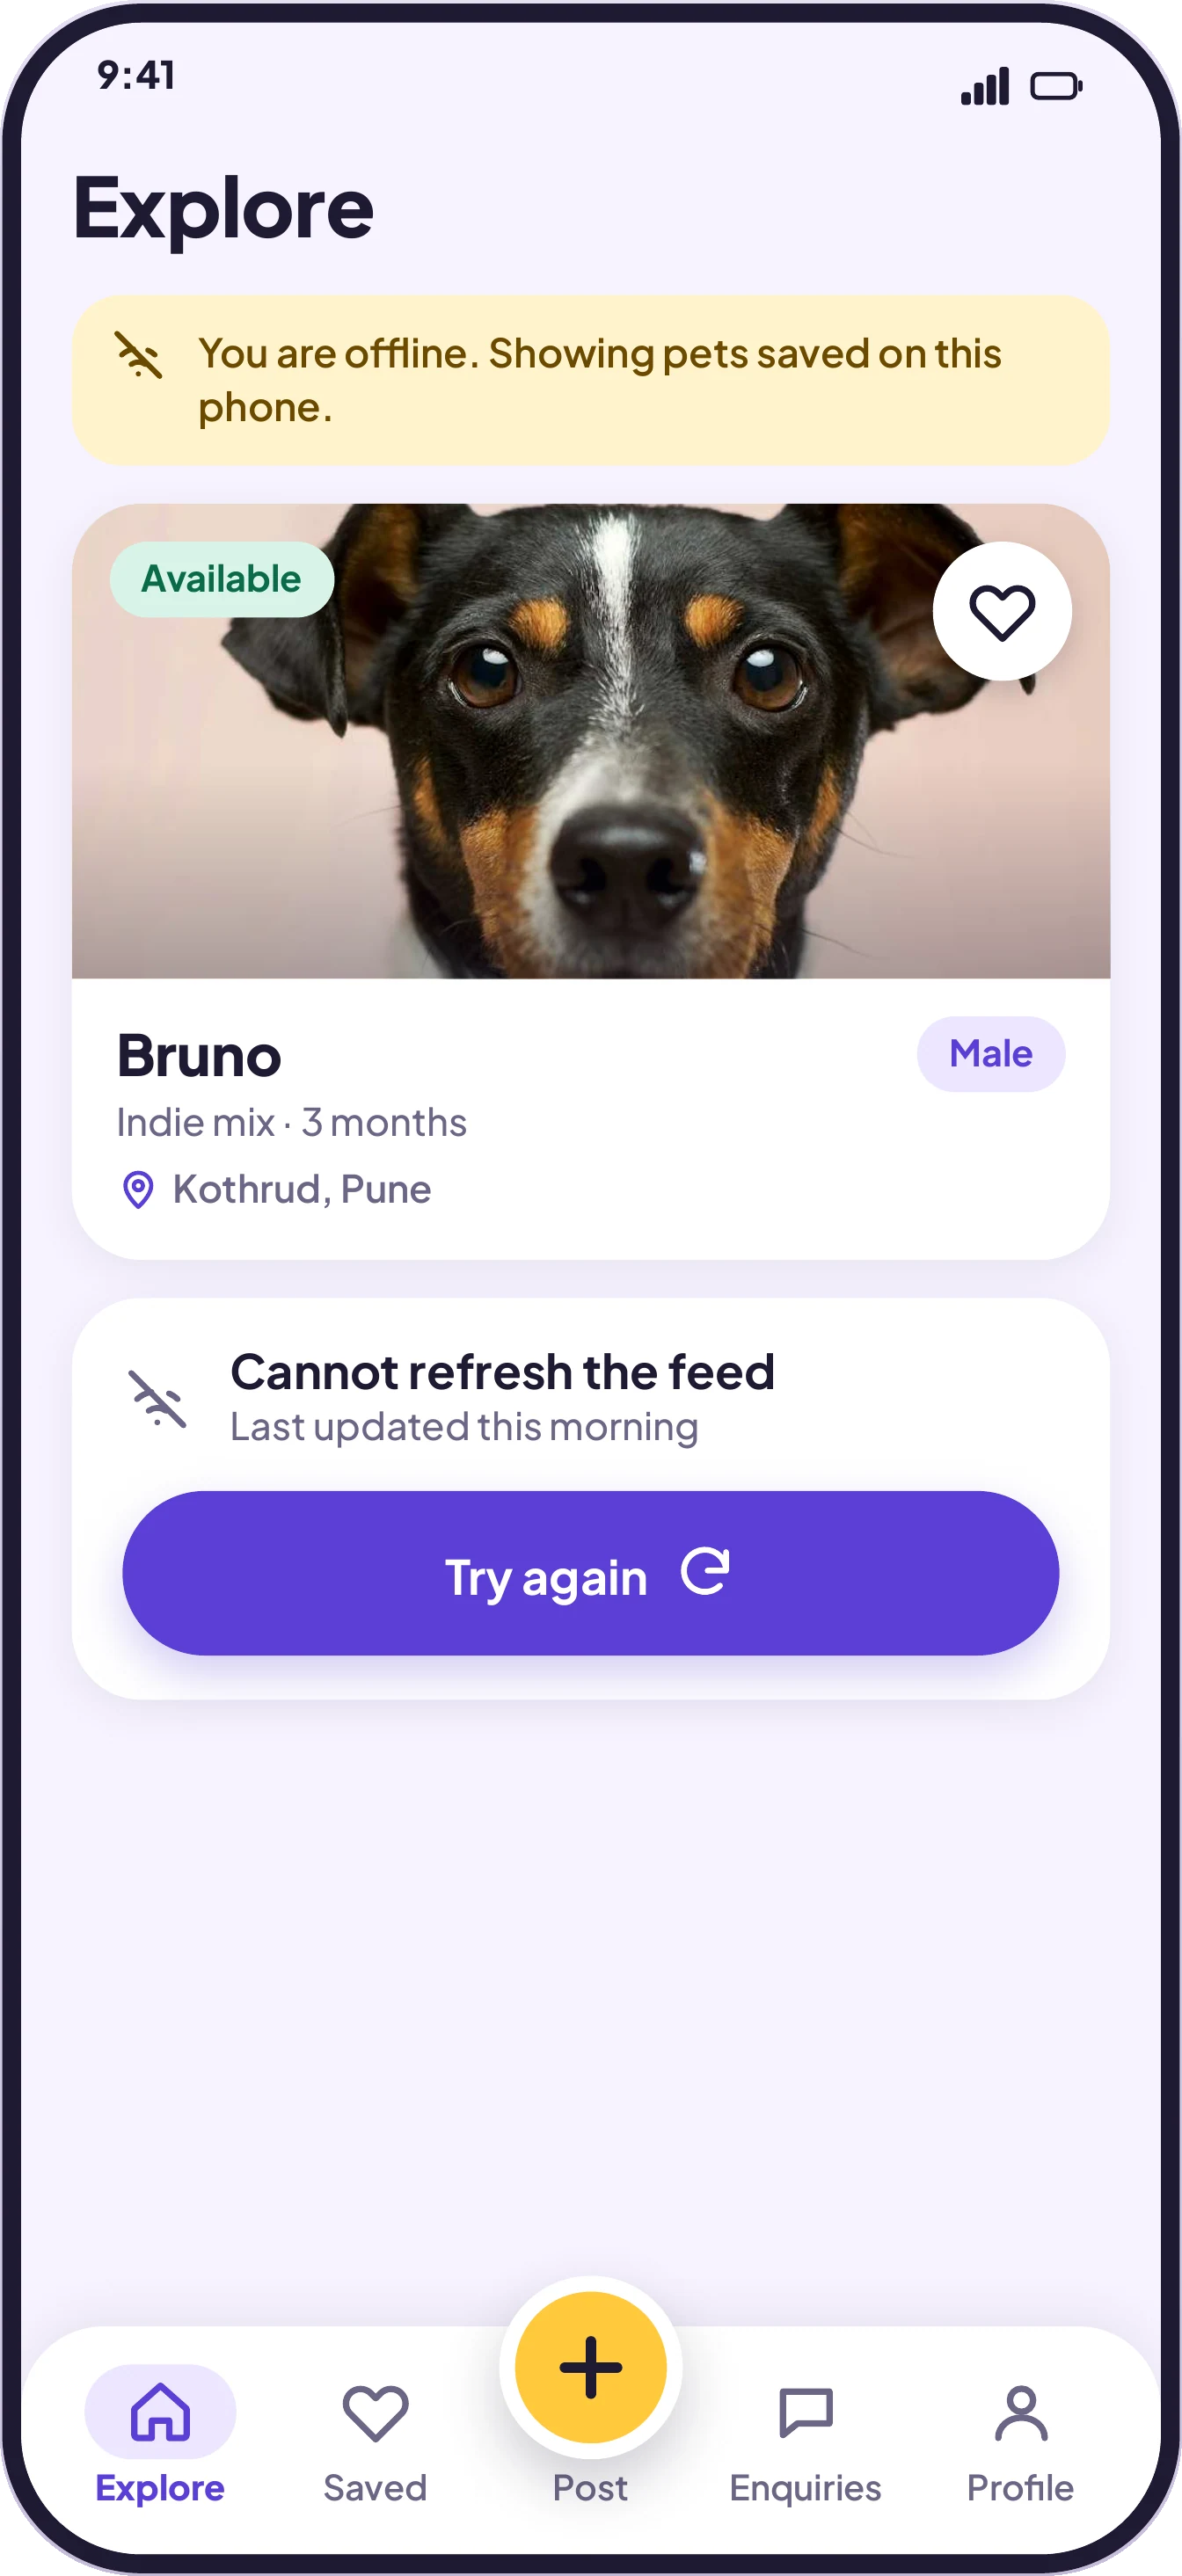 9:41
Explore
You are offline. Showing pets saved on this
phone.
Available
Bruno
Male
Indie mix · 3 months
Kothrud, Pune
Cannot refresh the feed
Last updated this morning
Try again
Explore
Saved
Post
Enquiries
Profile